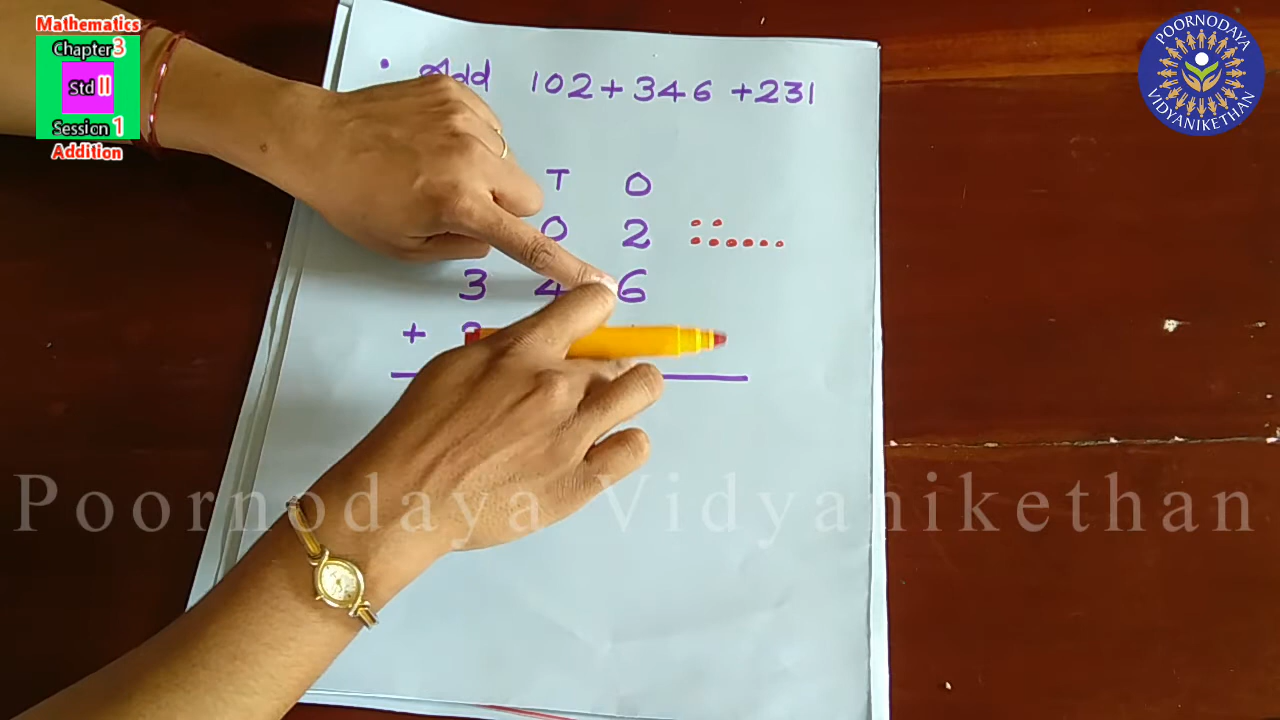 Mathematics
Chapter 3
Std II
Session 1
Addition
POORNODAYA
VIDYANIKETHAN
• Add 102 + 346 + 231
T O
0 2
3 4 6
+
Poornodaya Vidyanikethan